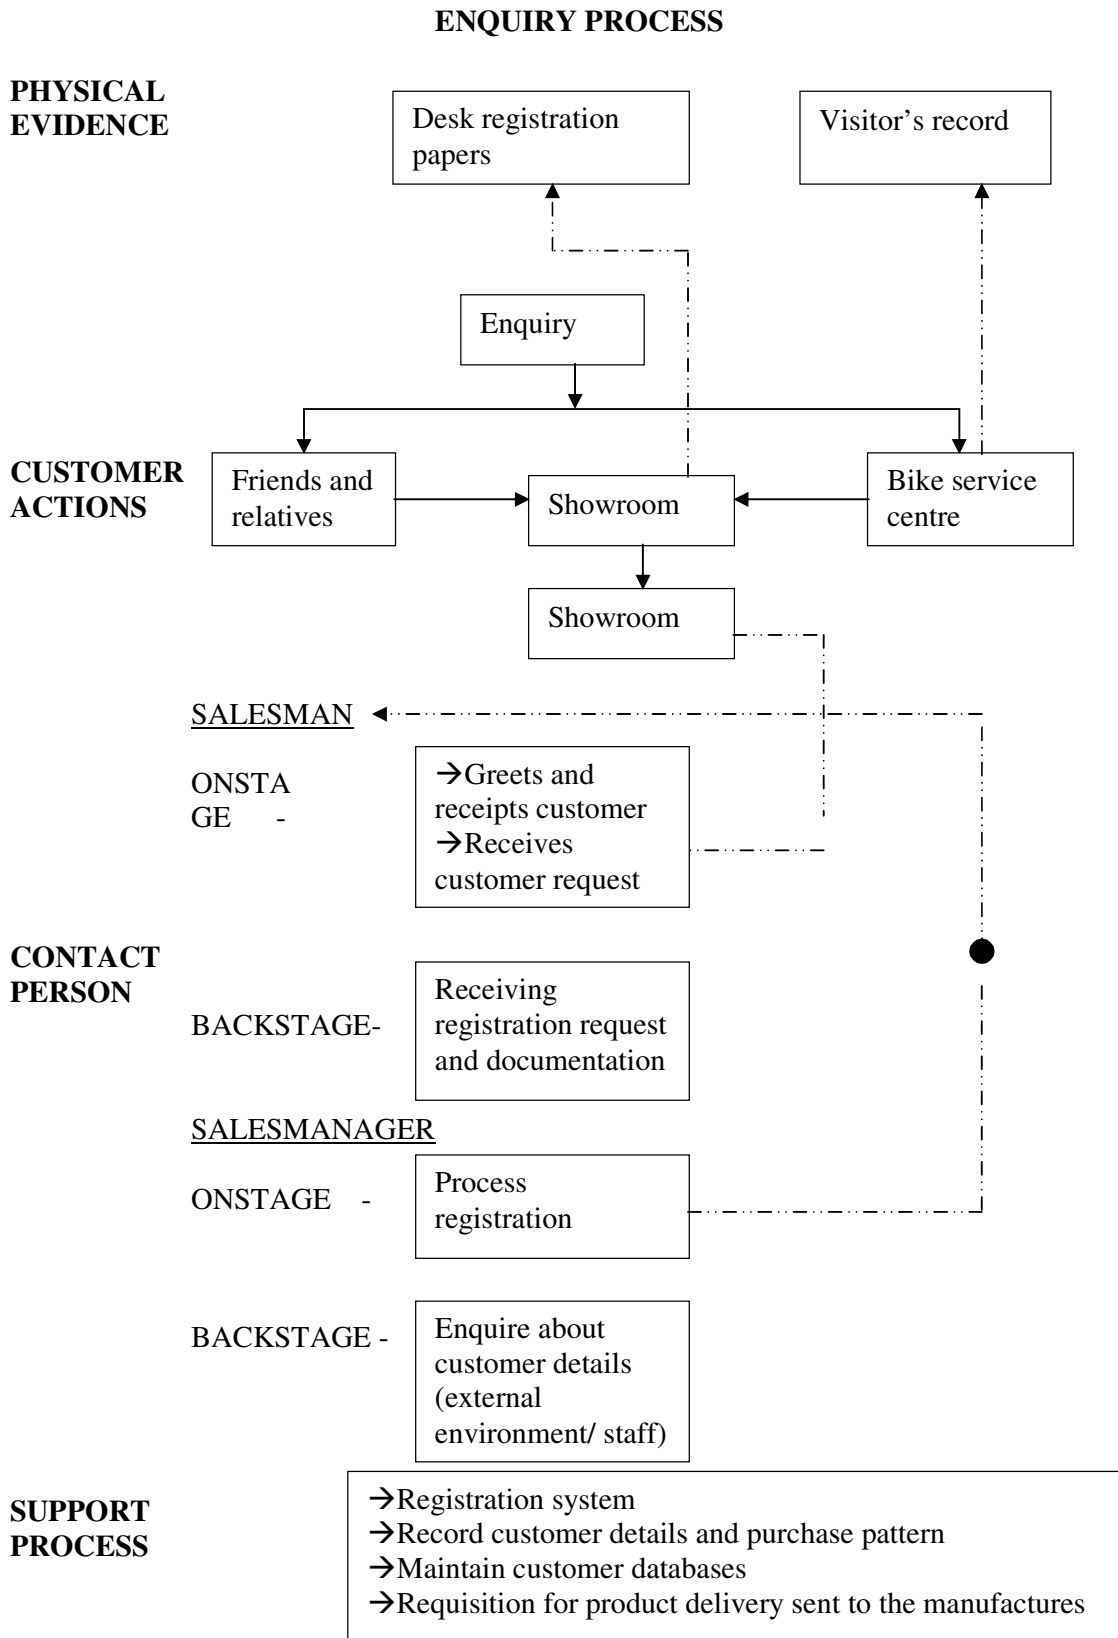 ENQUIRY PROCESS
PHYSICAL
EVIDENCE
Desk registration
papers
Visitor's record
Enquiry
CUSTOMER
ACTIONS
Friends and
relatives
Showroom
Bike service
centre
Showroom
SALESMAN
ONSTA
GE -
→Greets and
receipts customer
→Receives
customer request
CONTACT
PERSON
BACKSTAGE-
Receiving
registration request
and documentation
SALESMANAGER
ONSTAGE -
Process
registration
BACKSTAGE -
Enquire about
customer details
(external
environment/ staff)
SUPPORT
PROCESS
→Registration system
→Record customer details and purchase pattern
→Maintain customer databases
→Requisition for product delivery sent to the manufactures